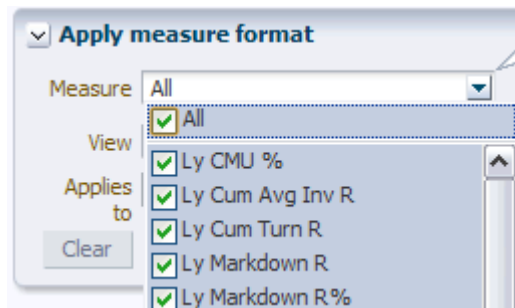 Apply measure format
Measure All
All
View
Ly CMU %
Ly Cum Avg Inv R
Applies to
Ly Cum Turn R
Clear
Ly Markdown R
Ly Markdown R%